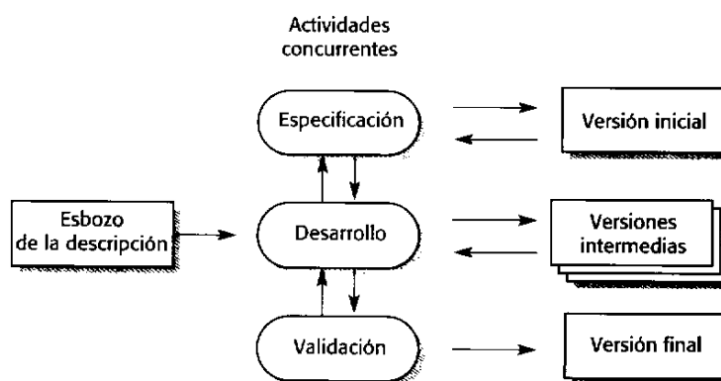 Actividades
concurrentes
Especificación
Versión inicial
Esbozo
de la descripción
Desarrollo
Versiones
intermedias
Validación
Versión final